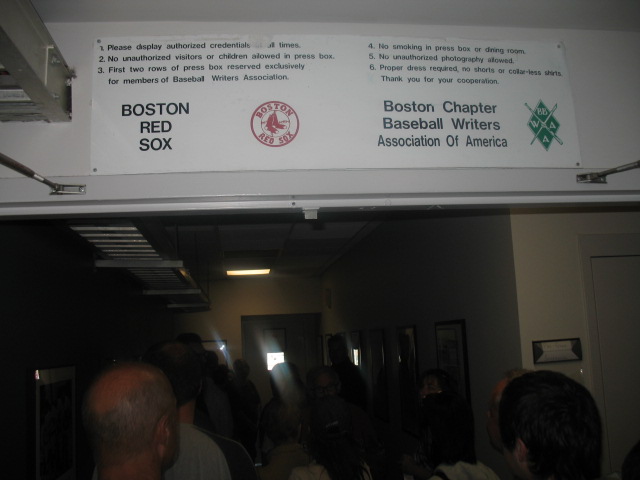 1. Please display authorized credentials at all times.
2. No unauthorized visitors or children allowed in press box.
3. First two rows of press box reserved exclusively
for members of Baseball Writers Association.
4. No smoking in press box or dining room.
5. No unauthorized photography allowed.
6. Proper dress required, no shorts or collar-less shirts.
Thank you for your cooperation.
BOSTON
RED
SOX
BOSTON
RED SOX
Boston Chapter
Baseball Writers
Association Of America
BB
W A
A